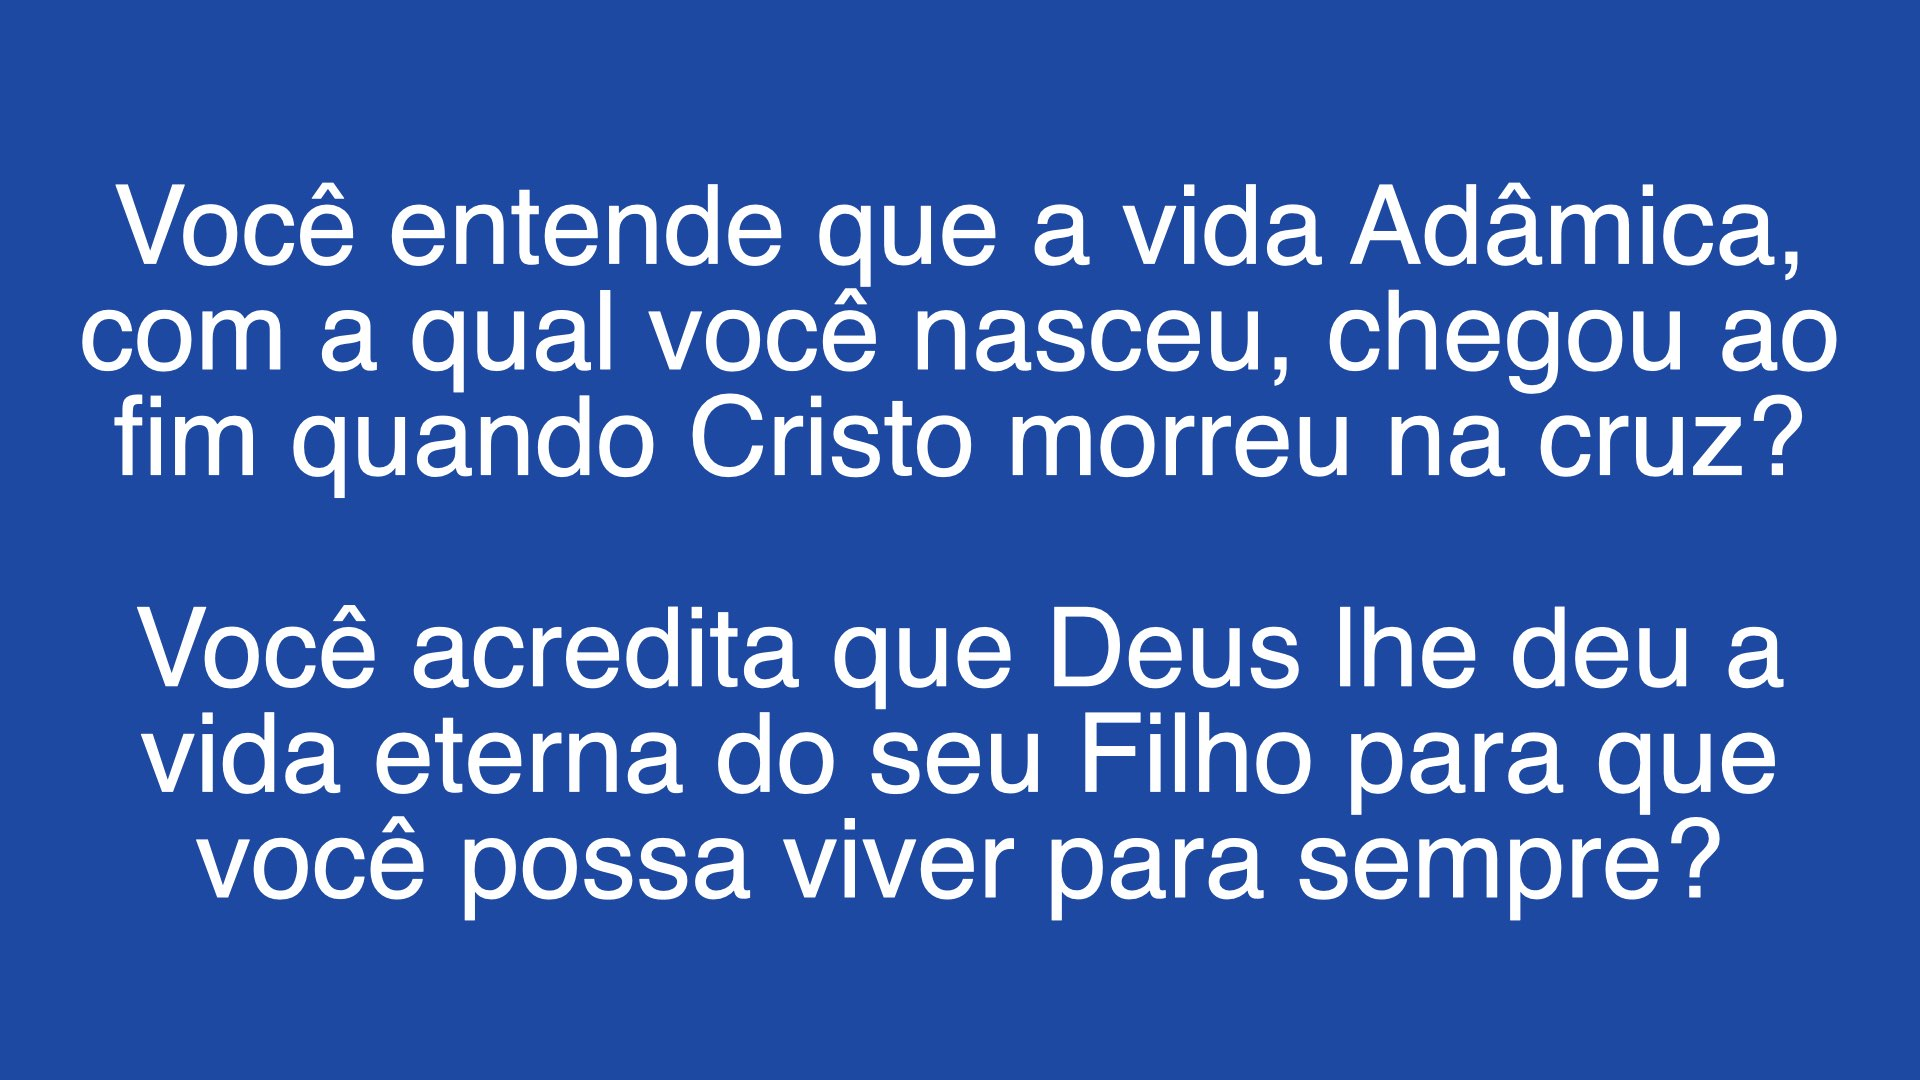 Você entende que a vida Adâmica,
com a qual você nasceu, chegou ao
fim quando Cristo morreu na cruz?
Você acredita que Deus lhe deu a
vida eterna do seu Filho para que
você possa viver para sempre?